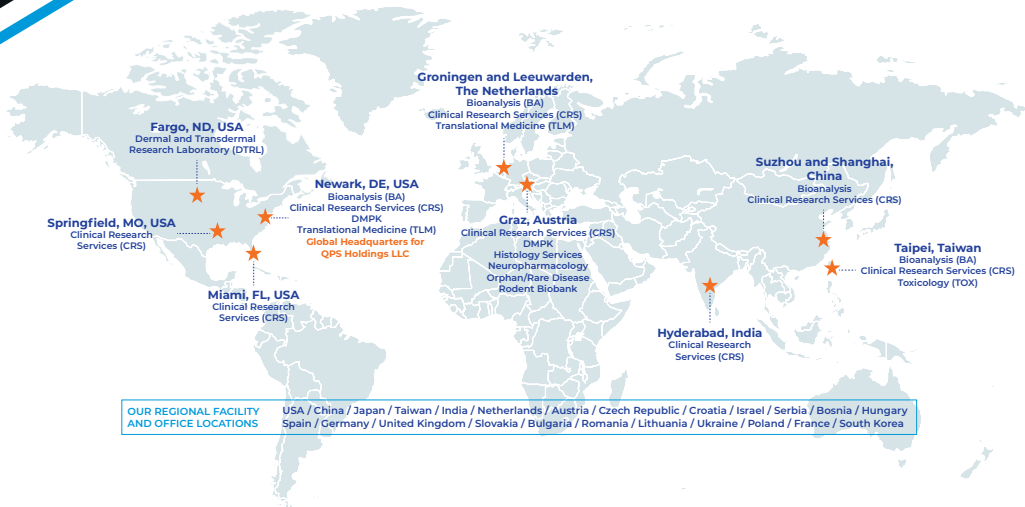 Groningen and Leeuwarden,
The Netherlands
Bioanalysis (BA)
Clinical Research Services (CRS)
Translational Medicine (TLM)
Fargo, ND, USA
Dermal and Transdermal
Research Laboratory (DTRL)
Suzhou and Shanghai,
China
Bioanalysis
Clinical Research Services (CRS)
Newark, DE, USA
Bioanalysis (BA)
Clinical Research Services (CRS)
DMPK
Translational Medicine (TLM)
Global Headquarters for
QPS Holdings LLC
Springfield, MO, USA
Clinical Research
Services (CRS)
Graz, Austria
Clinical Research Services (CRS)
DMPK
Histology Services
Neuropharmacology
Orphan/Rare Disease
Rodent Biobank
Taipei, Taiwan
Bioanalysis (BA)
Clinical Research Services (CRS)
Toxicology (TOX)
Miami, FL, USA
Clinical Research
Services (CRS)
Hyderabad, India
Clinical Research
Services (CRS)
OUR REGIONAL FACILITY
AND OFFICE LOCATIONS
USA / China / Japan / Taiwan / India / Netherlands / Austria / Czech Republic / Croatia / Israel / Serbia / Bosnia / Hungary
Spain / Germany / United Kingdom / Slovakia / Bulgaria / Romania / Lithuania / Ukraine / Poland / France / South Korea